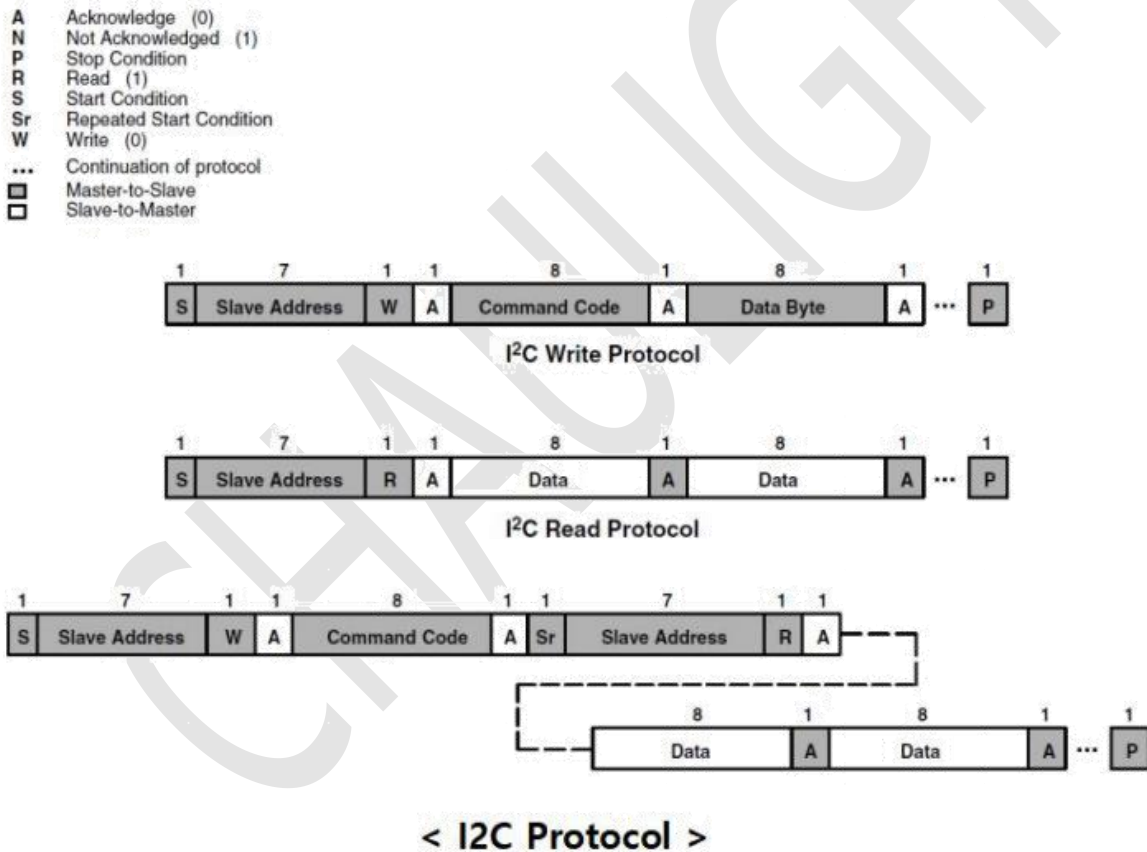 A Acknowledge (0)
N Not Acknowledged (1)
P Stop Condition
R Read (1)
S Start Condition
Sr Repeated Start Condition
W Write (0)
... Continuation of protocol
Master-to-Slave
Slave-to-Master
1 7 1 1 8 1 8 1 1
S Slave Address W A Command Code A Data Byte A ... P
I²C Write Protocol
1 7 1 1 8 1 8 1 1
S Slave Address R A Data A Data A ... P
I²C Read Protocol
1 7 1 1 8 1 1 7 1 1
S Slave Address W A Command Code A Sr Slave Address R A
8 1 8 1 1
Data A Data A ... P
< I2C Protocol >
CHAULIGH